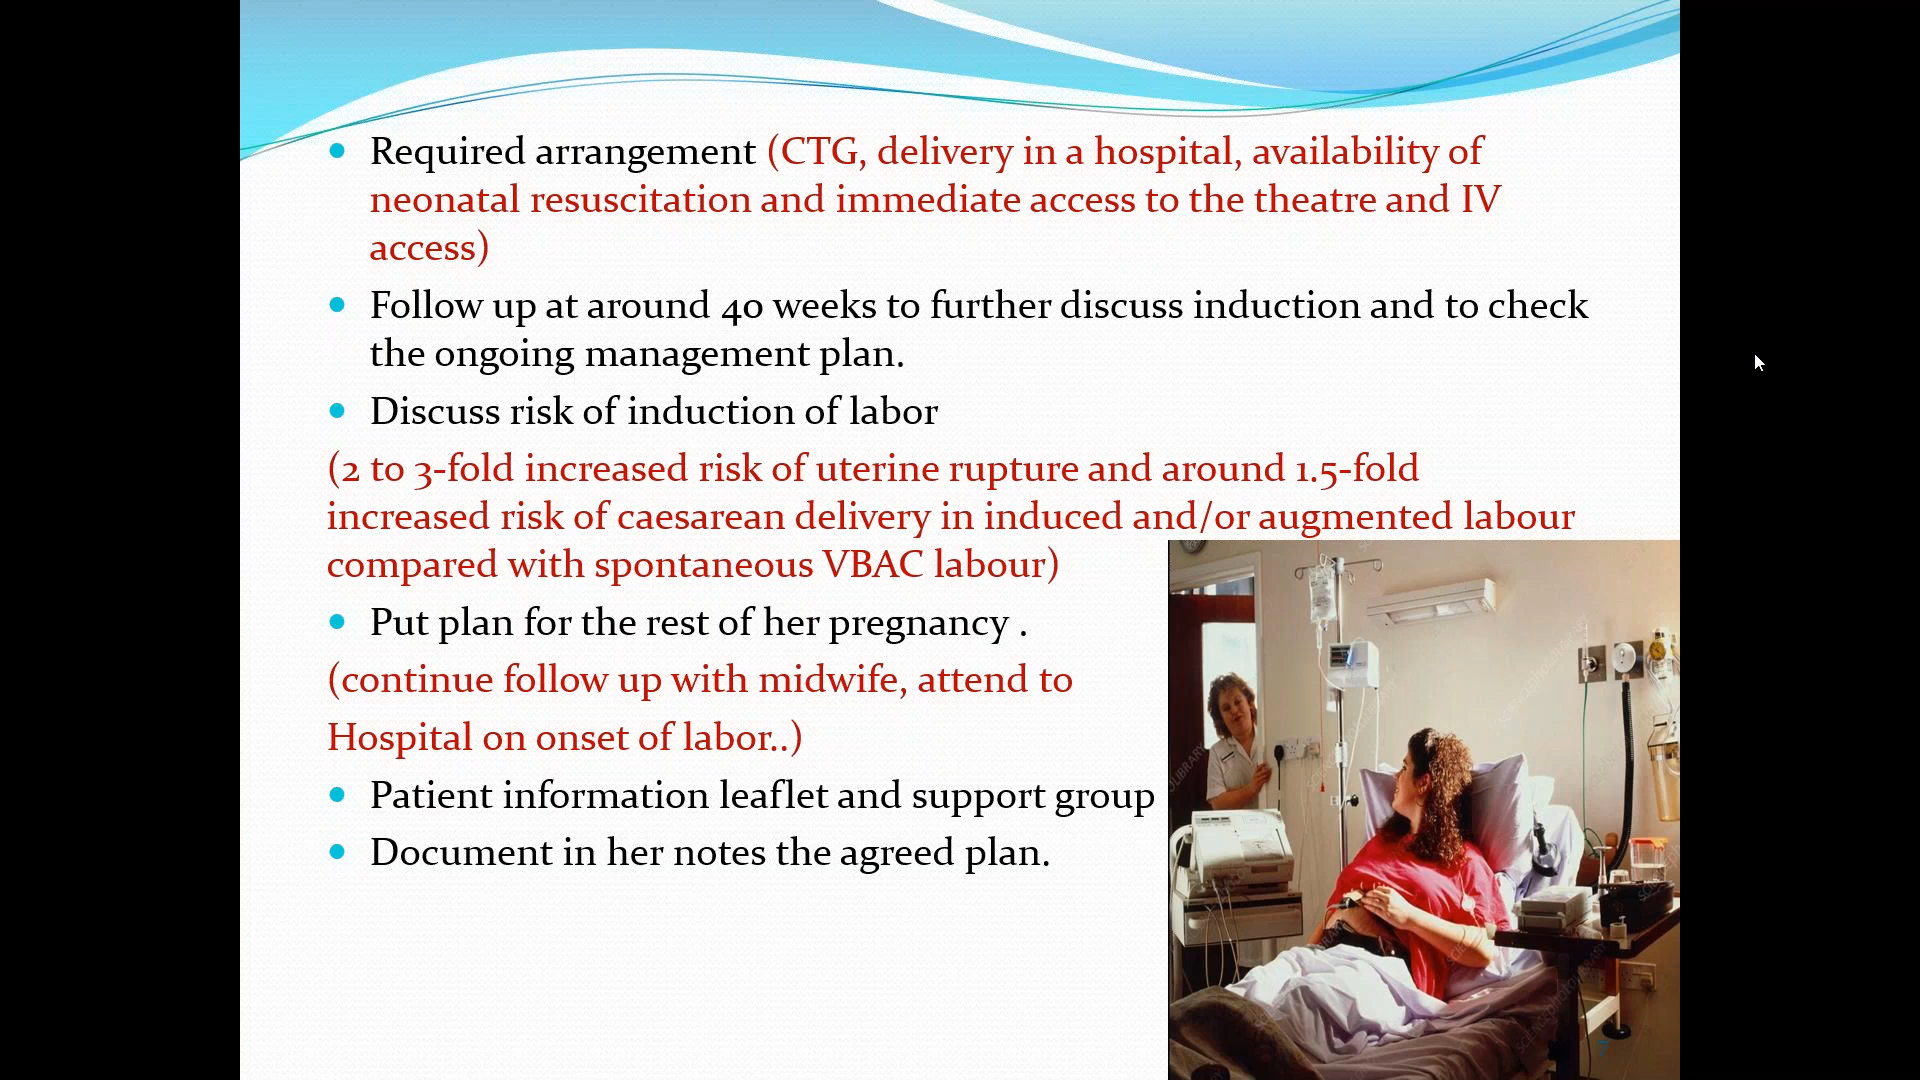 Required arrangement (CTG, delivery in a hospital, availability of
neonatal resuscitation and immediate access to the theatre and IV
access)
Follow up at around 40 weeks to further discuss induction and to check
the ongoing management plan.
Discuss risk of induction of labor
(2 to 3-fold increased risk of uterine rupture and around 1.5-fold
increased risk of caesarean delivery in induced and/or augmented labour
compared with spontaneous VBAC labour)
Put plan for the rest of her pregnancy .
(continue follow up with midwife, attend to
Hospital on onset of labor..)
Patient information leaflet and support group
Document in her notes the agreed plan.